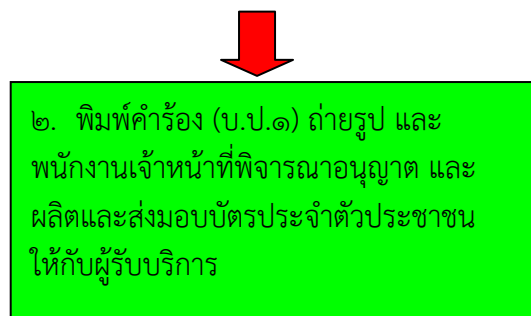 ๒.  พิมพ์คำร้อง (บ.ป.๑) ถ่ายรูป และ
พนักงานเจ้าหน้าที่พิจารณาอนุญาต และ
ผลิตและส่งมอบบัตรประจำตัวประชาชน
ให้กับผู้รับบริการ